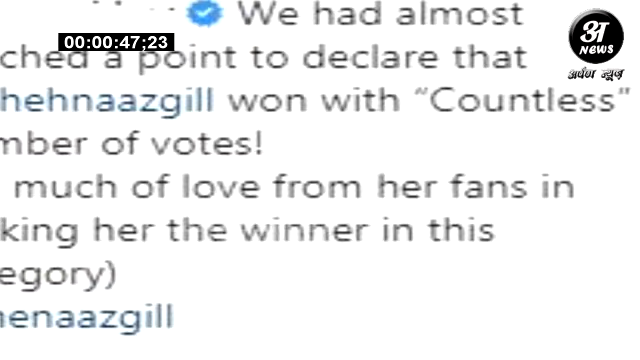 We had almost
00:00:47;23
ched a point to declare that
hehnaazgill won with “Countless”
mber of votes!
much of love from her fans in
king her the winner in this
egory)
henaazgill
अ
NEWS
अर्पण न्यूज़